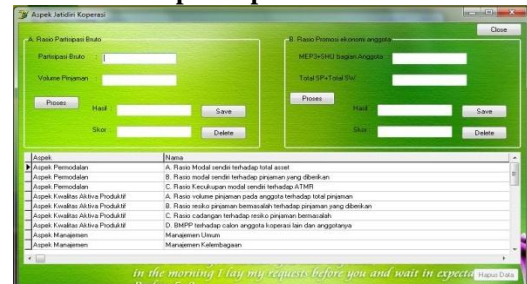 Aspek Jatidiri Koperasi
Close
A. Rasio Partisipasi Bruto
Partisipasi Bruto :
Volume Pinjaman
Proses
Hasil
Save
Skor :
Delete
B. Rasio Promosi ekonomi anggota
MEP3+SHU bagian Anggota
Total SP+Total SW
Proses
Hasil
Save
Skor
Delete
Aspek Nama
Aspek Permodalan A. Rasio Modal sendiri terhadap total asset
Aspek Permodalan B. Rasio modal sendiri terhadap pinjaman yang diberikan
Aspek Permodalan C. Rasio Kecukupan modal sendiri terhadap ATMR
Aspek Kwalitas Aktiva Produktif A. Rasio volume pinjaman pada anggota terhadap total pinjaman
Aspek Kwalitas Aktiva Produktif B. Rasio resiko pinjaman bermasalah terhadap pinjaman yang diberikan
Aspek Kwalitas Aktiva Produktif C. Rasio cadangan terhadap resiko pinjaman bermasalah
Aspek Kwalitas Aktiva Produktif D. BMPP terhadap calon anggota koperasi lain dan anggotanya
Aspek Manajemen Manajemen Umum
Aspek Manajemen Manajemen Kelembagaan
in the morning I lay my requests before you and wait in expecta
Hapus Data